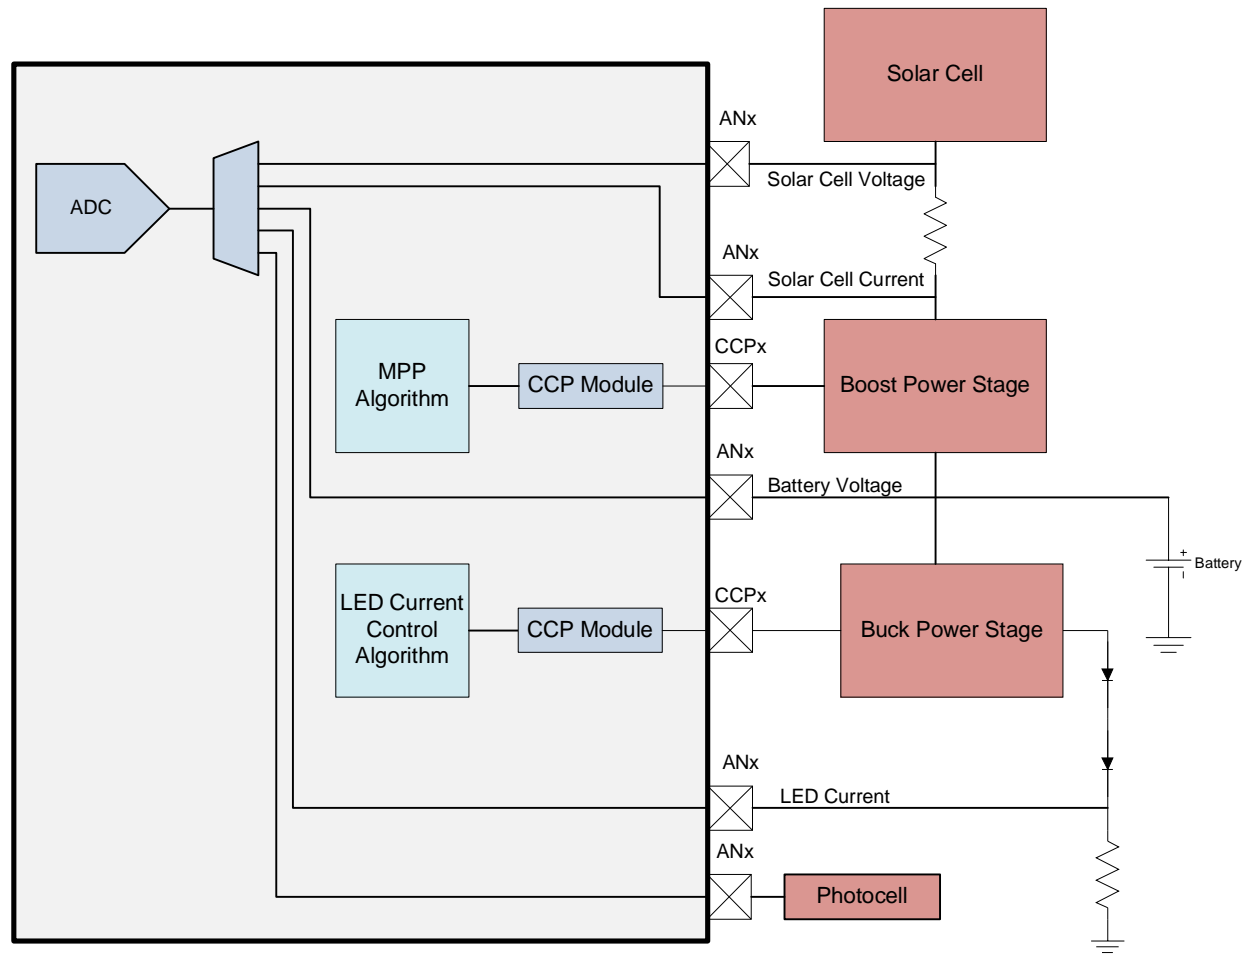 Solar Cell
ANx
Solar Cell Voltage
ADC
ANx
Solar Cell Current
CCPx
MPP
Algorithm
CCP Module
Boost Power Stage
ANx
Battery Voltage
+
Battery
-
CCPx
LED Current
Control
Algorithm
CCP Module
Buck Power Stage
ANx
LED Current
ANx
Photocell